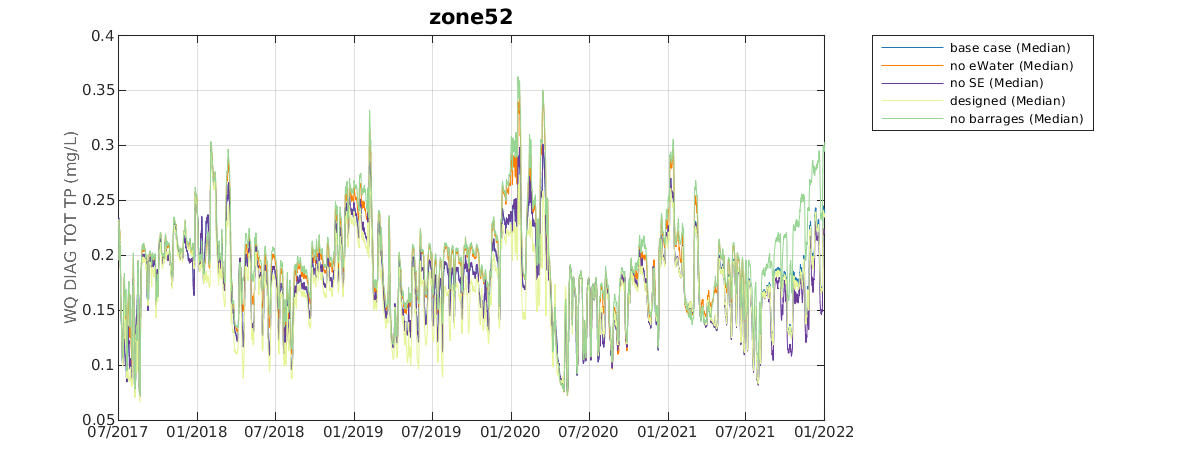 zone52
WQ DIAG TOT TP (mg/L)
0.4
0.35
0.3
0.25
0.2
0.15
0.1
0.05
07/2017 01/2018 07/2018 01/2019 07/2019 01/2020 07/2020 01/2021 07/2021 01/2022
base case (Median)
no eWater (Median)
no SE (Median)
designed (Median)
no barrages (Median)